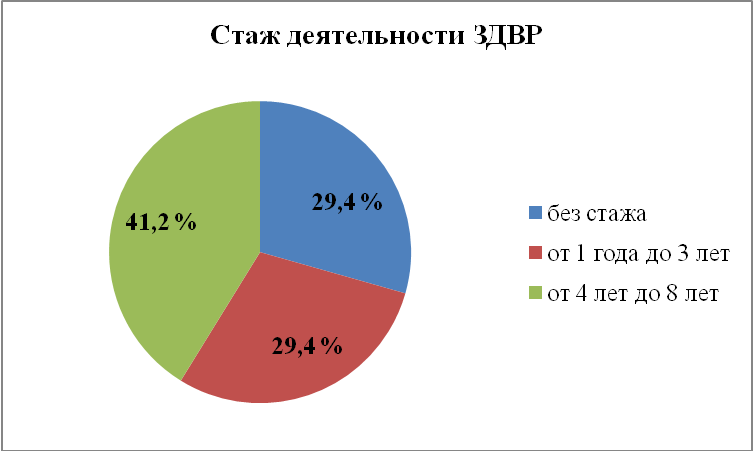 Стаж деятельности ЗДВР
29,4 %
41,2 %
29,4 %
без стажа
от 1 года до 3 лет
от 4 лет до 8 лет